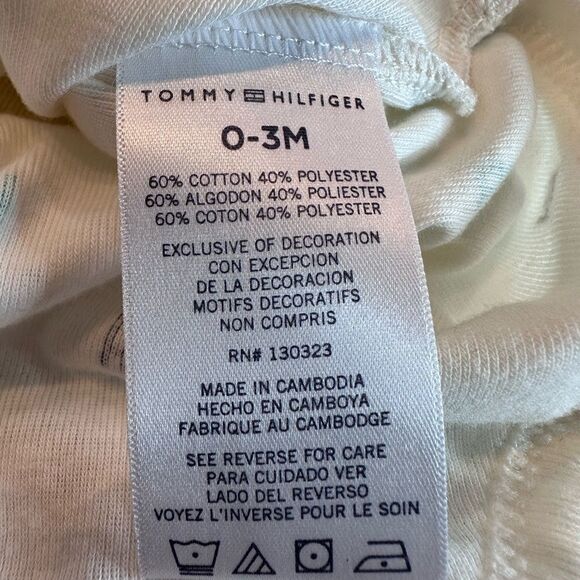 TOMMY HILFIGER
0-3M
60% COTTON 40% POLYESTER
60% ALGODON 40% POLIESTER
60% COTON 40% POLYESTER
EXCLUSIVE OF DECORATION
CON EXCEPCION
DE LA DECORACION
MOTIFS DECORATIFS
NON COMPRIS
RN# 130323
MADE IN CAMBODIA
HECHO EN CAMBOYA
FABRIQUE AU CAMBODGE
SEE REVERSE FOR CARE
PARA CUIDADO VER
LADO DEL REVERSO
VOYEZ L'INVERSE POUR LE SOIN